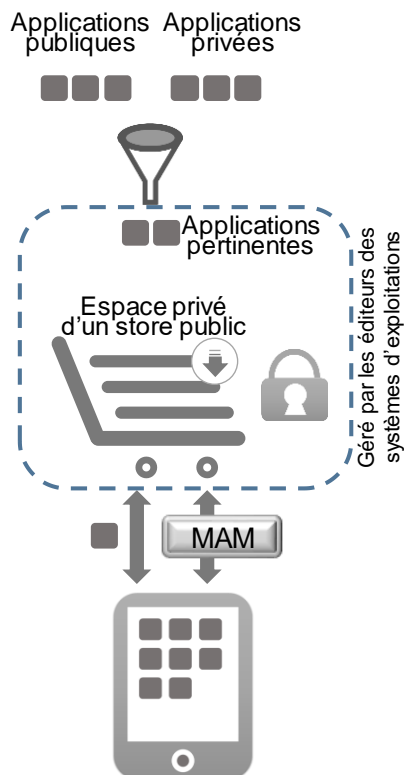 Applications
publiques
Applications
privées
Applications
pertinentes
Espace privé
d'un store public
Géré par les éditeurs des
systèmes d'exploitations
MAM